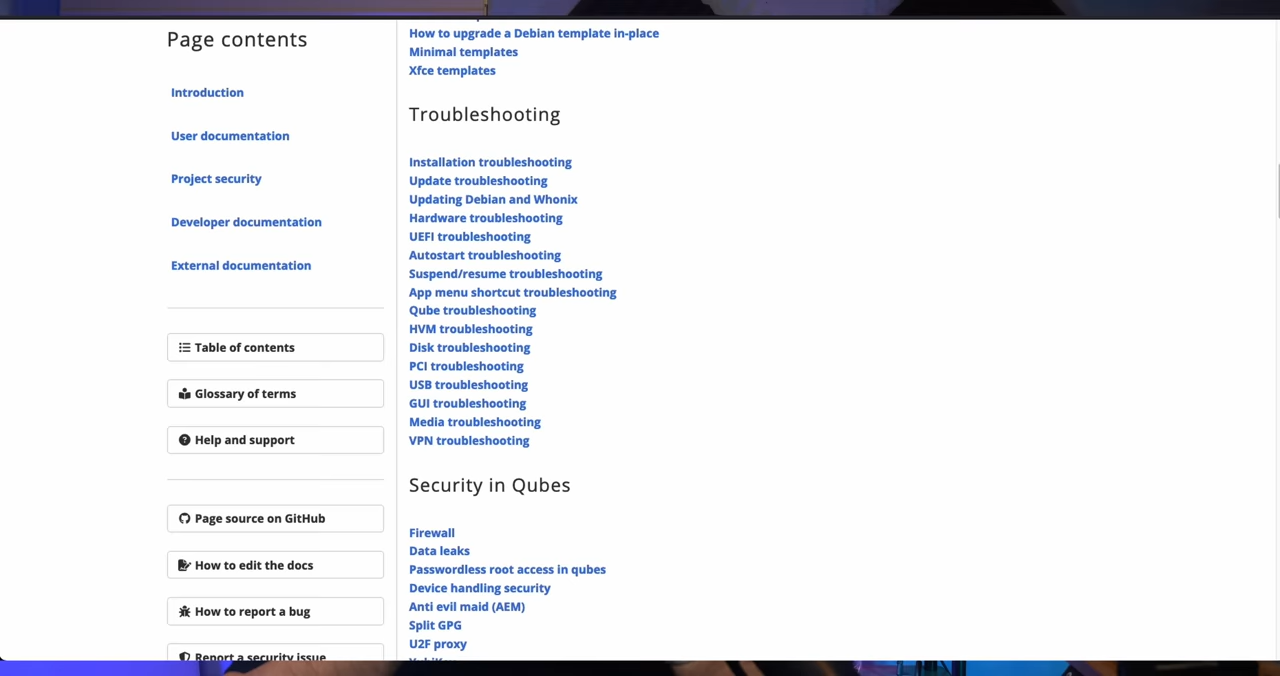 Page contents
Introduction
User documentation
Project security
Developer documentation
External documentation
Table of contents
Glossary of terms
Help and support
Page source on GitHub
How to edit the docs
How to report a bug
Report a security issue
How to upgrade a Debian template in-place
Minimal templates
Xfce templates
Troubleshooting
Installation troubleshooting
Update troubleshooting
Updating Debian and Whonix
Hardware troubleshooting
UEFI troubleshooting
Autostart troubleshooting
Suspend/resume troubleshooting
App menu shortcut troubleshooting
Qube troubleshooting
HVM troubleshooting
Disk troubleshooting
PCI troubleshooting
USB troubleshooting
GUI troubleshooting
Media troubleshooting
VPN troubleshooting
Security in Qubes
Firewall
Data leaks
Passwordless root access in qubes
Device handling security
Anti evil maid (AEM)
Split GPG
U2F proxy